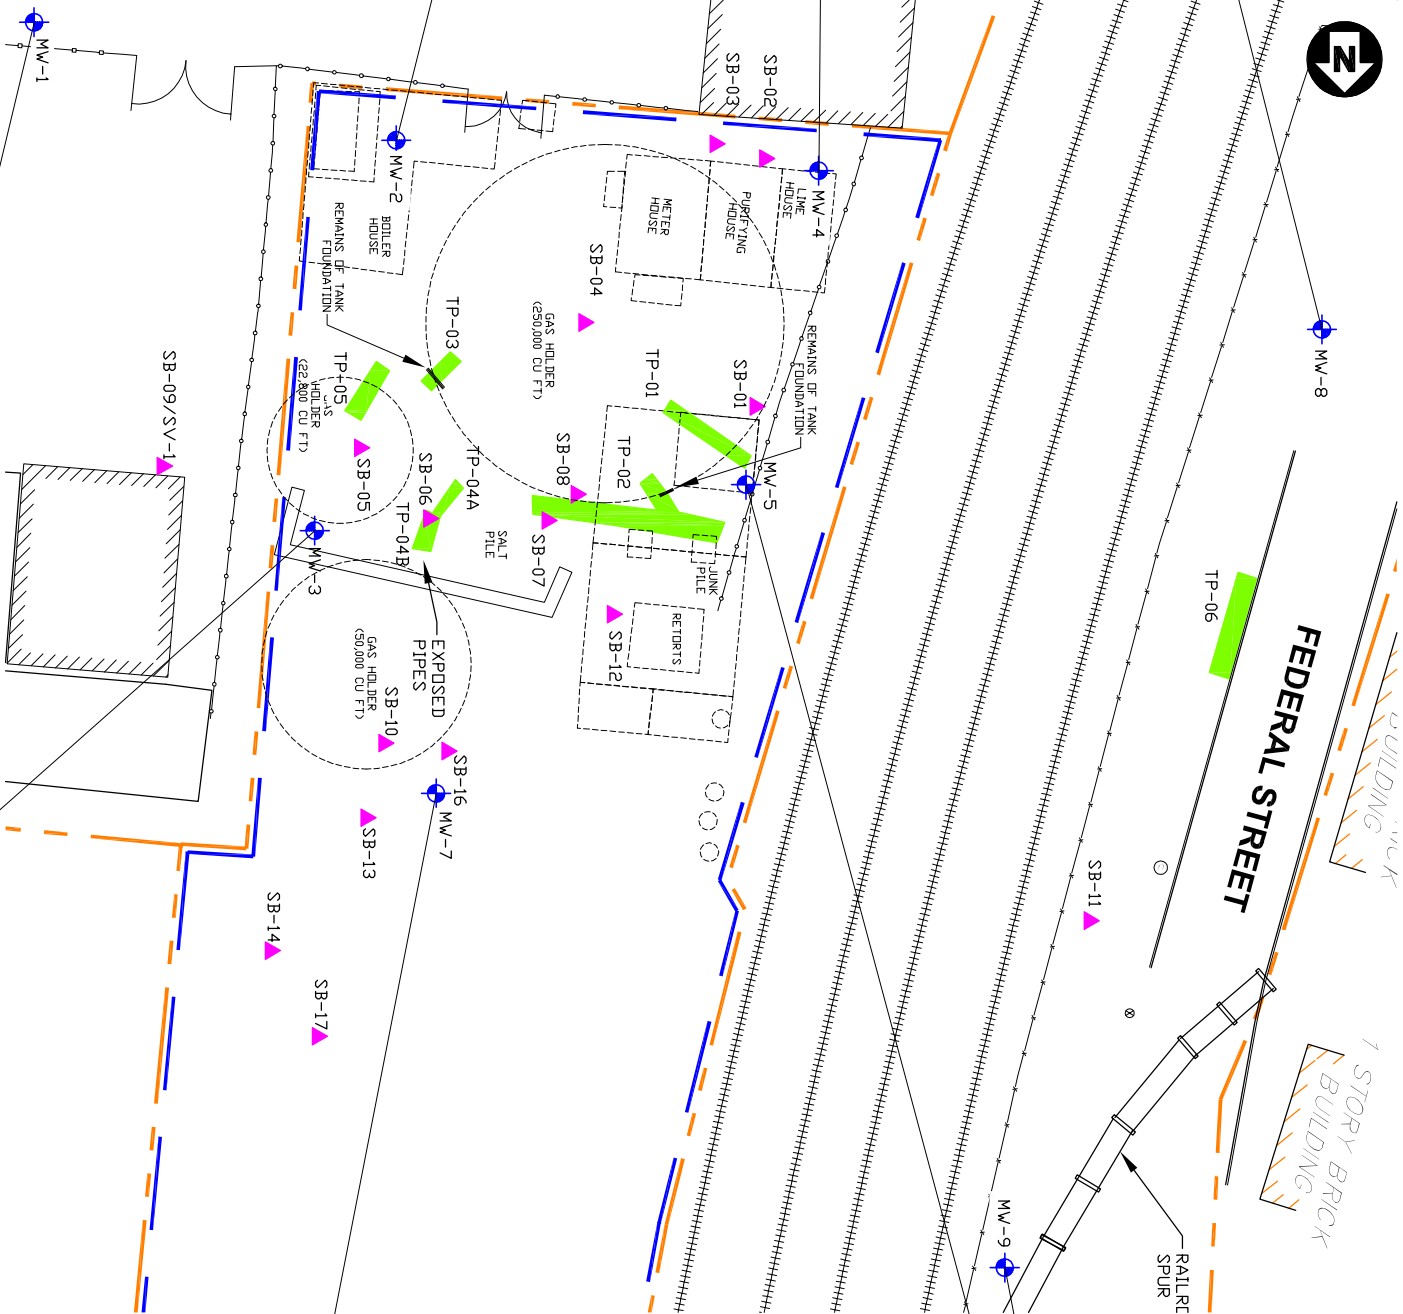 N
MW-1
MW-2
SB-03
SB-02
MW-4
LIME
HOUSE
PURIFYING
HOUSE
METER
HOUSE
BOILER
HOUSE
REMAINS OF TANK
FOUNDATION
SB-04
GAS HOLDER
(250,000 CU FT)
TP-03
TP-05
HOLDER
SB-09/SV-1
TP-01
SB-01
REMAINS OF TANK
FOUNDATION
MW-8
MW-5
TP-02
SB-08
TP-04A
SB-06
SB-05
TP-04B
MW-3
SALT
PILE
SB-07
JUNK
PILE
RETORTS
SB-12
EXPOSED
PIPES
GAS HOLDER
(50,000 CU FT)
SB-10
SB-16
MW-7
SB-13
SB-14
SB-17
TP-06
FEDERAL STREET
BUILDING
SB-11
1 STORY BRICK
BUILDING
MW-9
SPUR